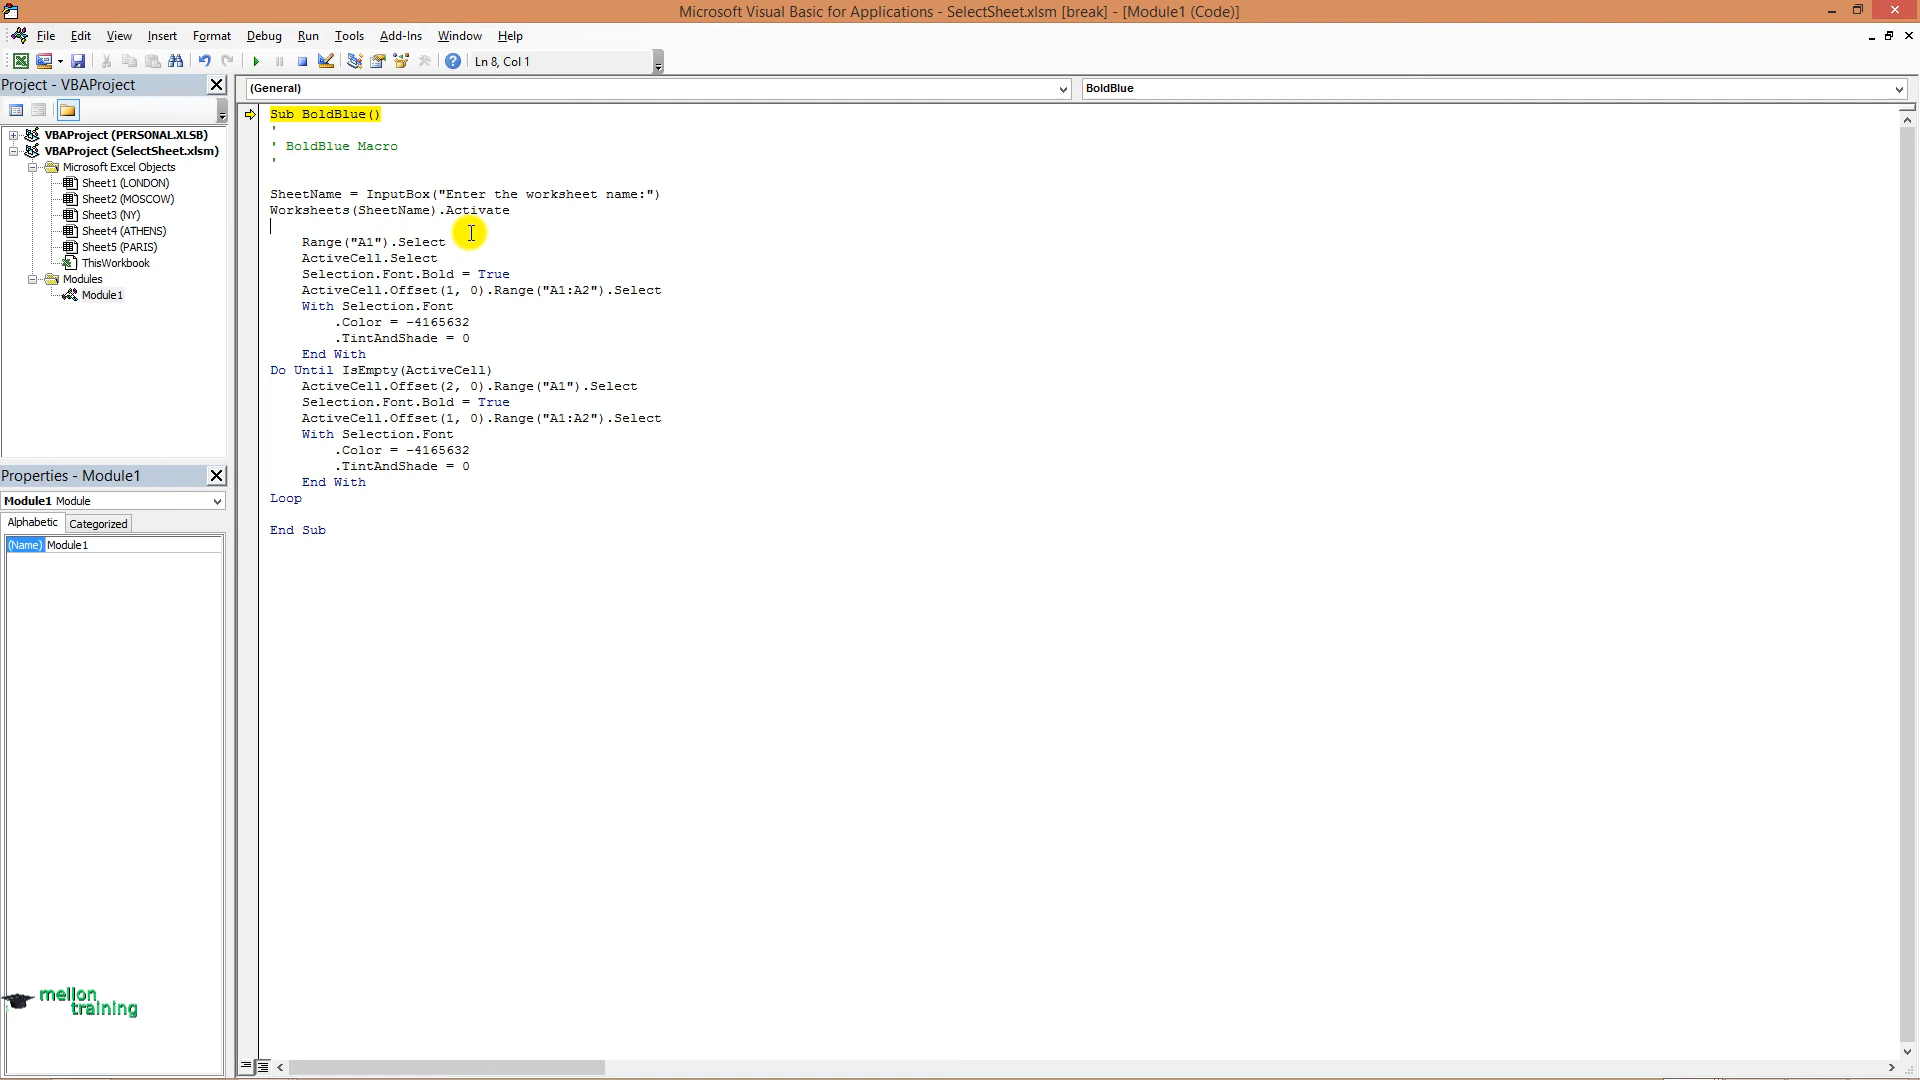 Microsoft Visual Basic for Applications - SelectSheet.xlsm [break] - [Module1 (Code)]
File Edit View Insert Format Debug Run Tools Add-Ins Window Help
Ln 8, Col 1
Project - VBAProject
(General)
BoldBlue
VBAProject (PERSONAL.XLSB)
VBAProject (SelectSheet.xlsm)
Microsoft Excel Objects
Sheet1 (LONDON)
Sheet2 (MOSCOW)
Sheet3 (NY)
Sheet4 (ATHENS)
Sheet5 (PARIS)
ThisWorkbook
Modules
Module1
Properties - Module1
Module1 Module
Alphabetic Categorized
(Name) Module1
mellon
training
Sub BoldBlue()
'
' BoldBlue Macro
'
SheetName = InputBox("Enter the worksheet name:")
Worksheets(SheetName).Activate
Range("A1").Select
ActiveCell.Select
Selection.Font.Bold = True
ActiveCell.Offset(1, 0).Range("A1:A2").Select
With Selection.Font
.Color = -4165632
.TintAndShade = 0
End With
Do Until IsEmpty(ActiveCell)
ActiveCell.Offset(2, 0).Range("A1").Select
Selection.Font.Bold = True
ActiveCell.Offset(1, 0).Range("A1:A2").Select
With Selection.Font
.Color = -4165632
.TintAndShade = 0
End With
Loop
End Sub